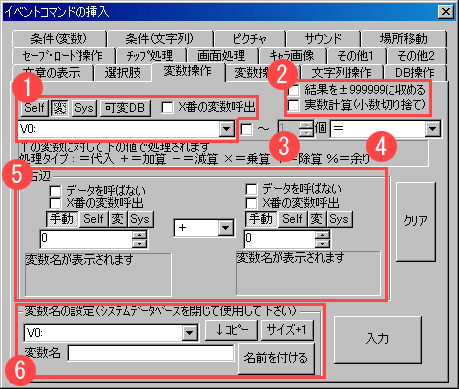 イベントコマンドの挿入
条件(変数) 条件(文字列) ピクチャ サウンド 場所移動
セーブ・ロード操作 チップ処理 画面処理 キャラ画像 その他1 その他2
文章の表示 選択肢 変数操作 変数操作 文字列操作 DB操作
1 2
Self 変 Sys 可変DB X番の変数呼出
結果を±999999に収める
実数計算(小数切り捨て)
V0: ～ 1 個 =
3 4
下の変数に対して下の値で処理されます
処理タイプ：=代入 +=加算 -=減算 ×=乗算 ÷=除算 %=余り
5
右辺
データを呼ばない データを呼ばない
X番の変数呼出 X番の変数呼出
手動 Self 変 Sys + 手動 Self 変 Sys
0 0
変数名が表示されます 変数名が表示されます
クリア
変数名の設定(システムデータベースを閉じて使用して下さい)
V0: ↓コピー サイズ+1
変数名 名前を付ける
6
入力